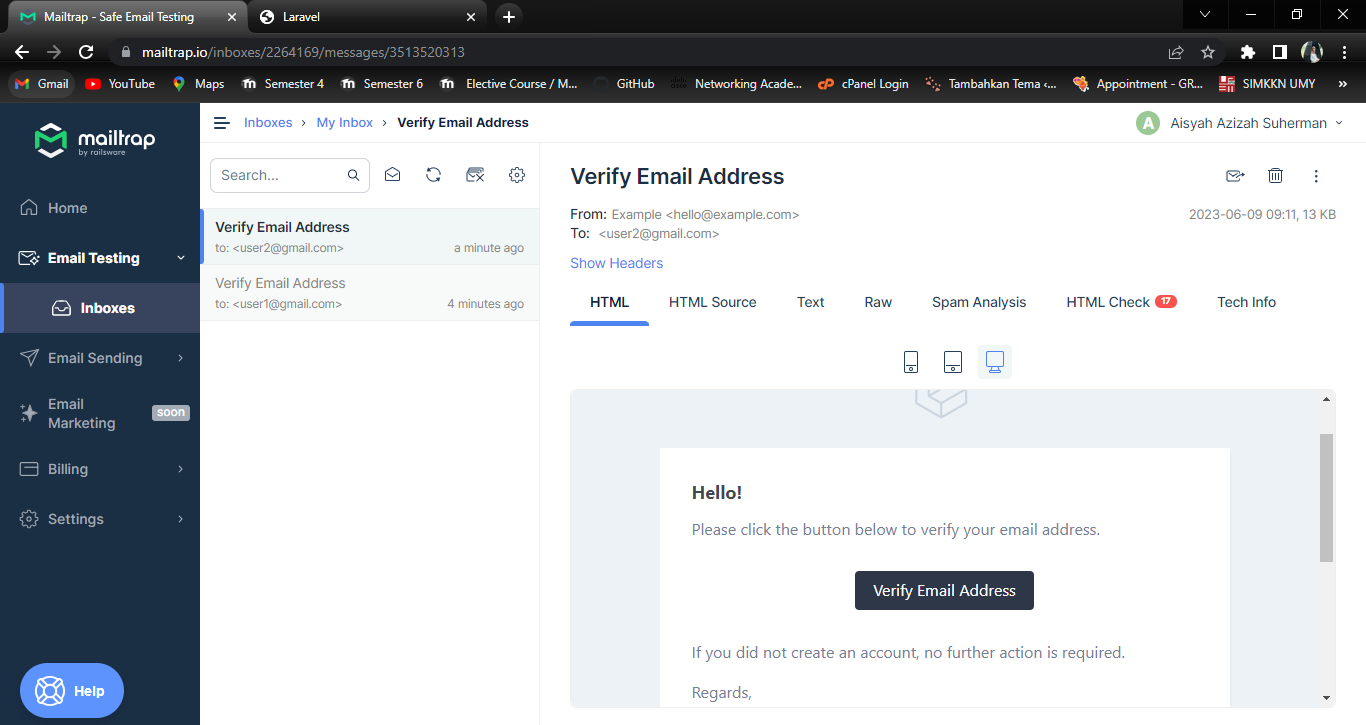 Mailtrap - Safe Email Testing
Laravel
mailtrap.io/inboxes/2264169/messages/3513520313
Gmail YouTube Maps Semester 4 Semester 6 Elective Course / M... GitHub Networking Acade... cPanel Login Tambahkan Tema ‹... Appointment - GR... SIMKKN UMY »
mailtrap
by railsware
Home
Email Testing
Inboxes
Email Sending
Email
Marketing
soon
Billing
Settings
Help
Inboxes › My Inbox › Verify Email Address
A Aisyah Azizah Suherman
Search...
Verify Email Address
to: <user2@gmail.com> a minute ago
Verify Email Address
to: <user1@gmail.com> 4 minutes ago
Verify Email Address
From: Example <hello@example.com> 2023-06-09 09:11, 13 KB
To: <user2@gmail.com>
Show Headers
HTML HTML Source Text Raw Spam Analysis HTML Check 17 Tech Info
Hello!
Please click the button below to verify your email address.
Verify Email Address
If you did not create an account, no further action is required.
Regards,